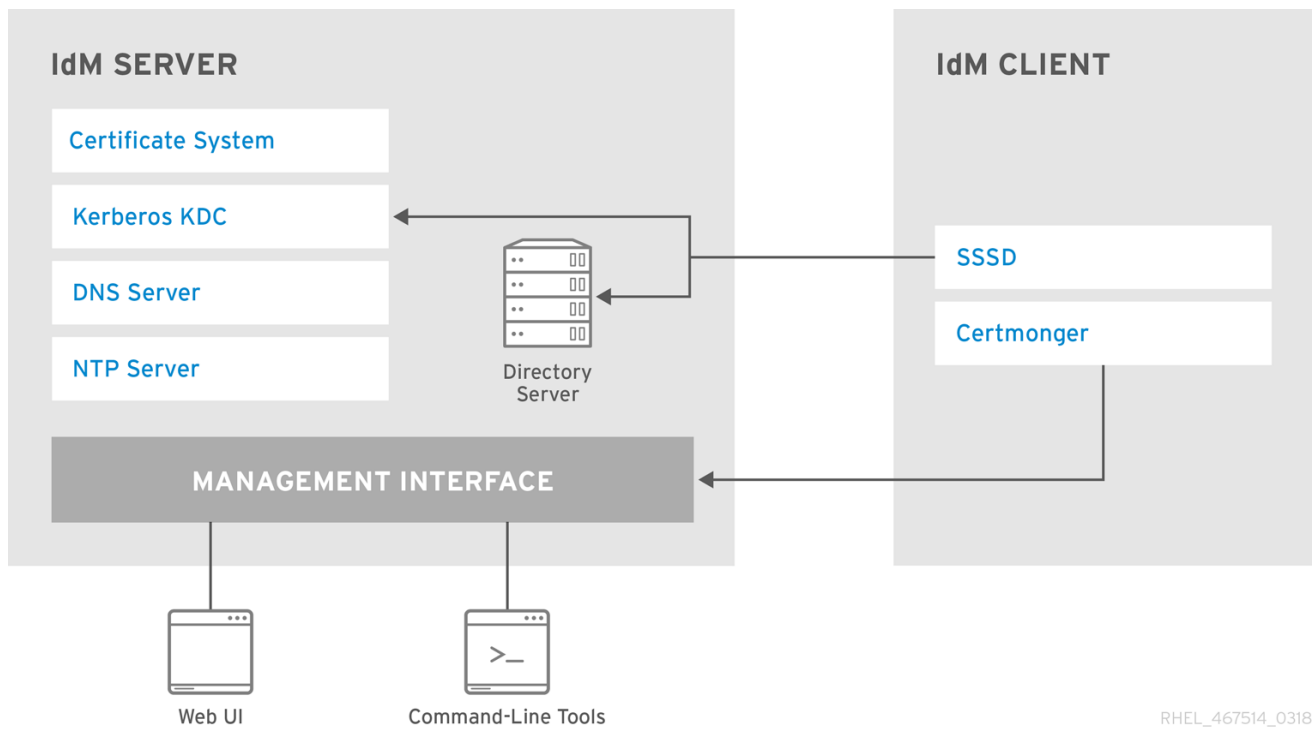 IdM SERVER
Certificate System
Kerberos KDC
DNS Server
NTP Server
Directory
Server
MANAGEMENT INTERFACE
Web UI
>_
Command-Line Tools
IdM CLIENT
SSSD
Certmonger
RHEL_467514_0318